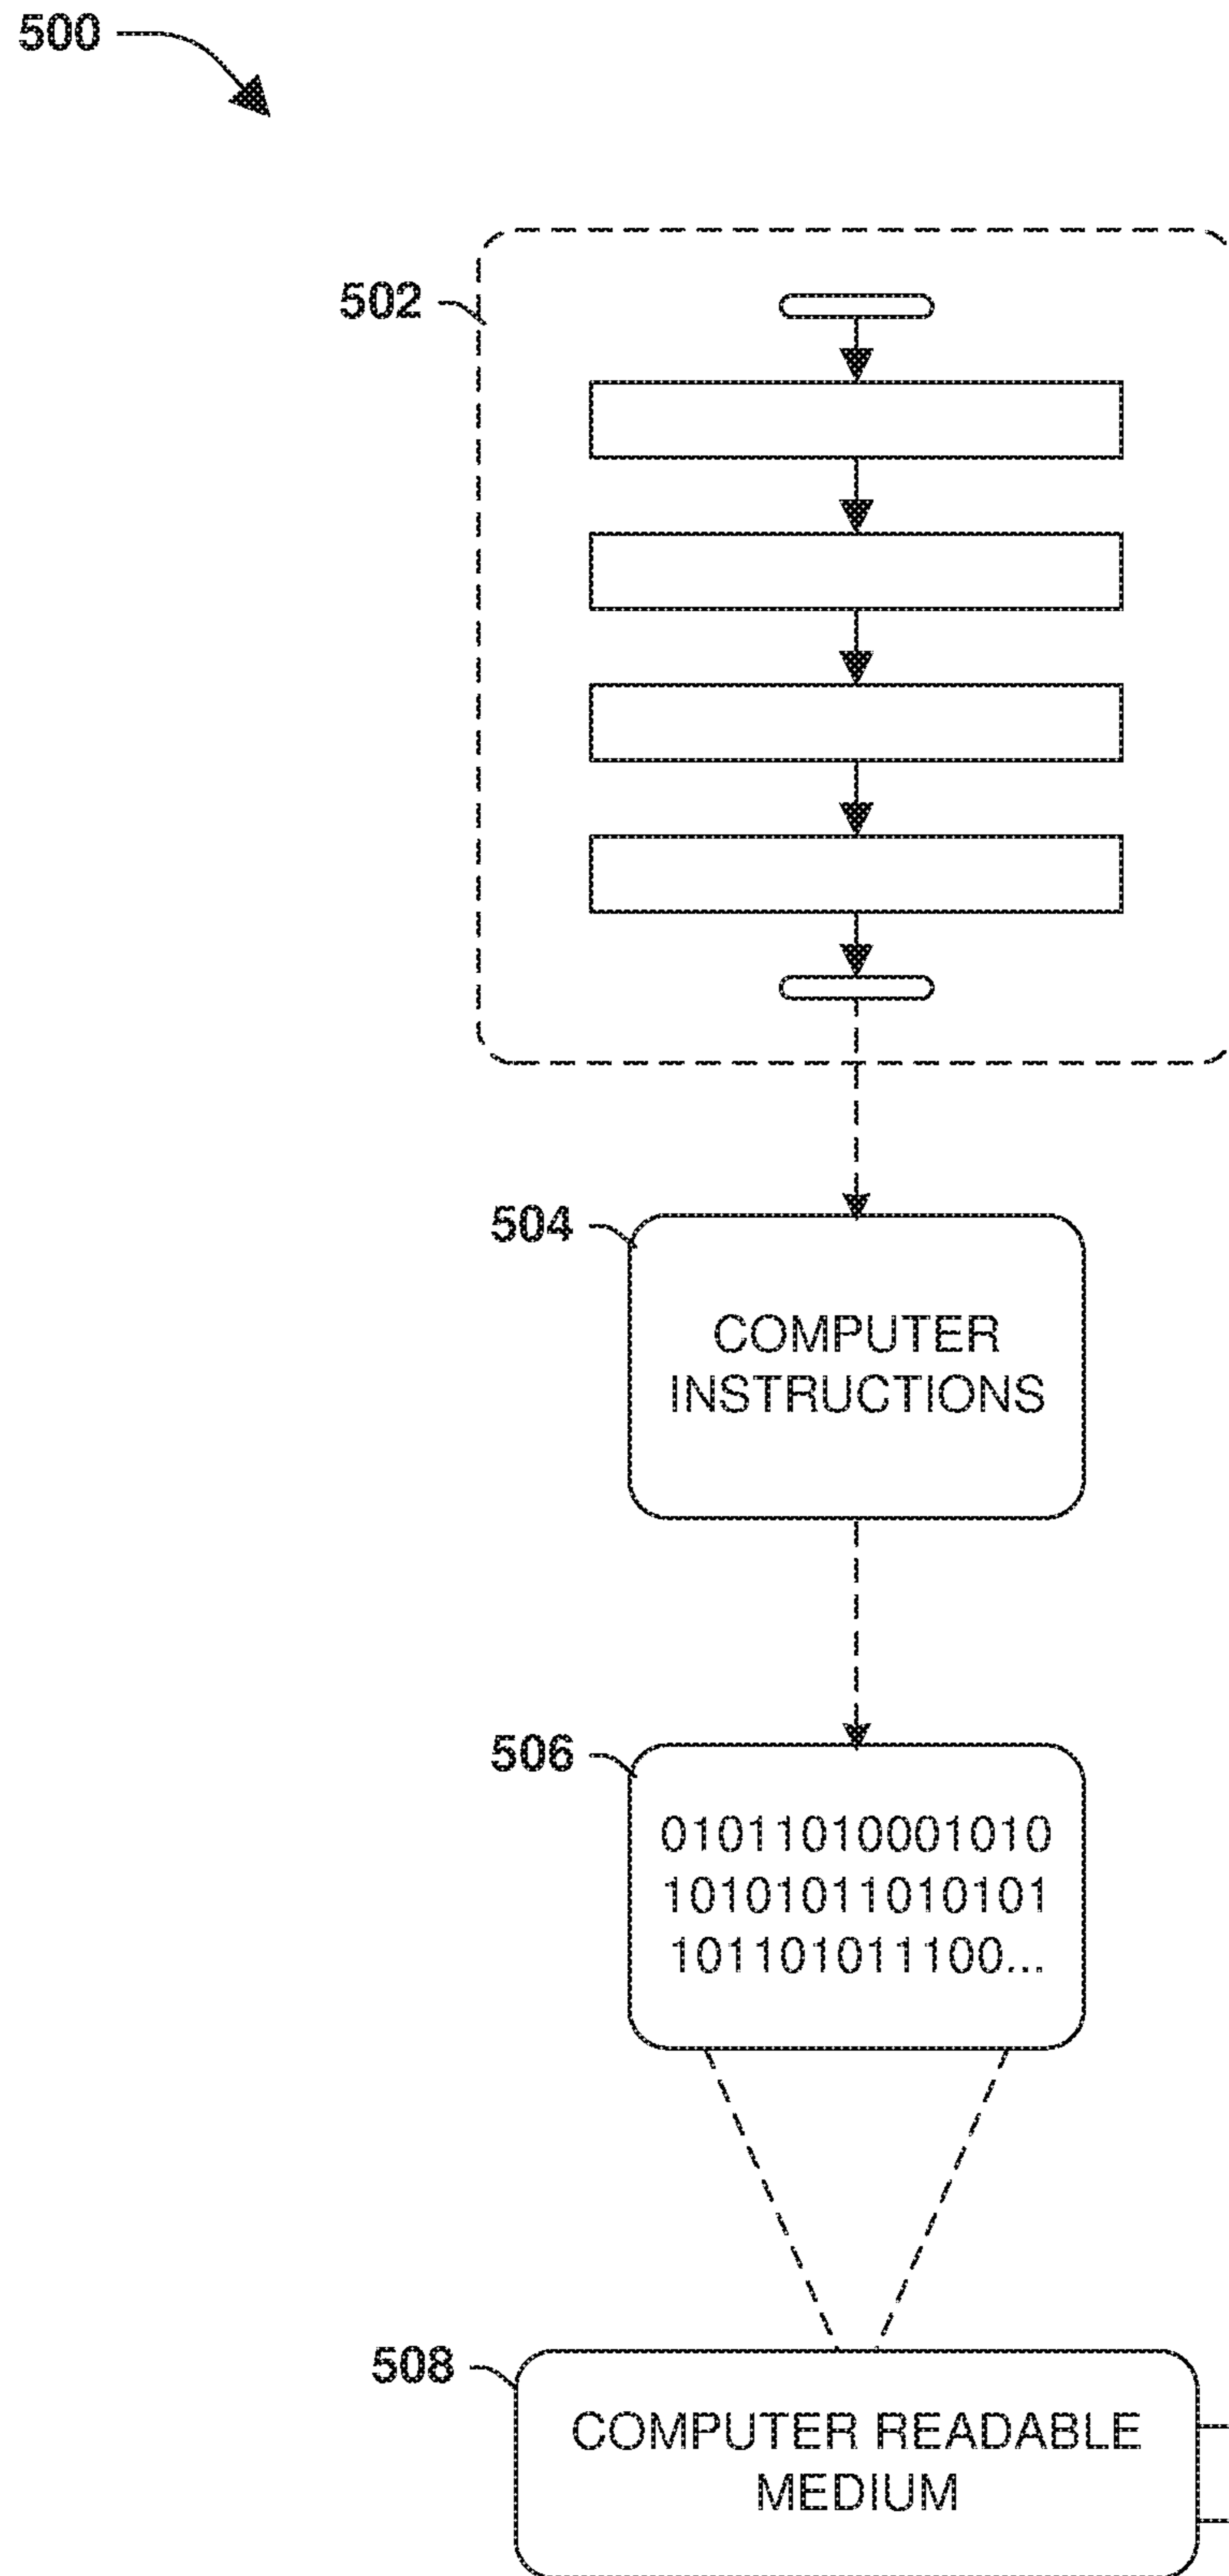 500
502
504
COMPUTER
INSTRUCTIONS
506
01011010001010
10101011010101
101101011100...
508
COMPUTER READABLE
MEDIUM